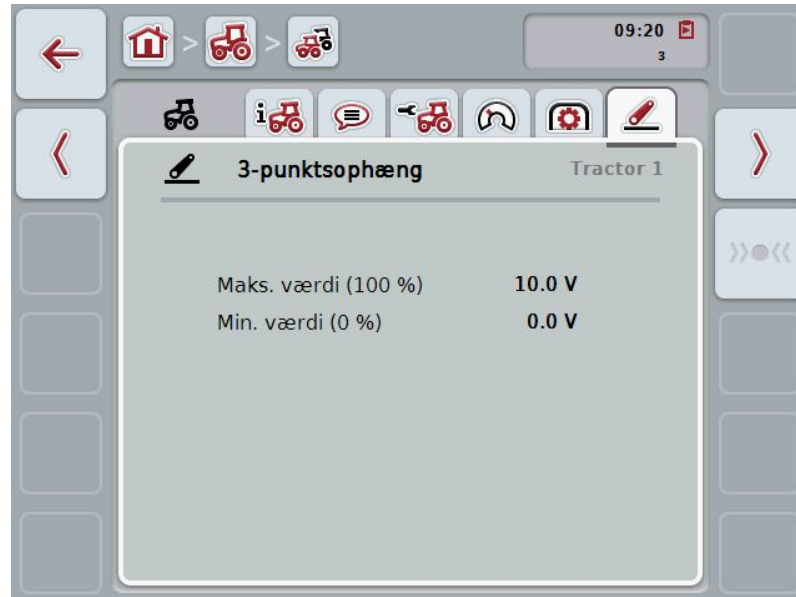 09:20
3
3-punktsophæng Tractor 1
Maks. værdi (100 %) 10.0 V
Min. værdi (0 %) 0.0 V